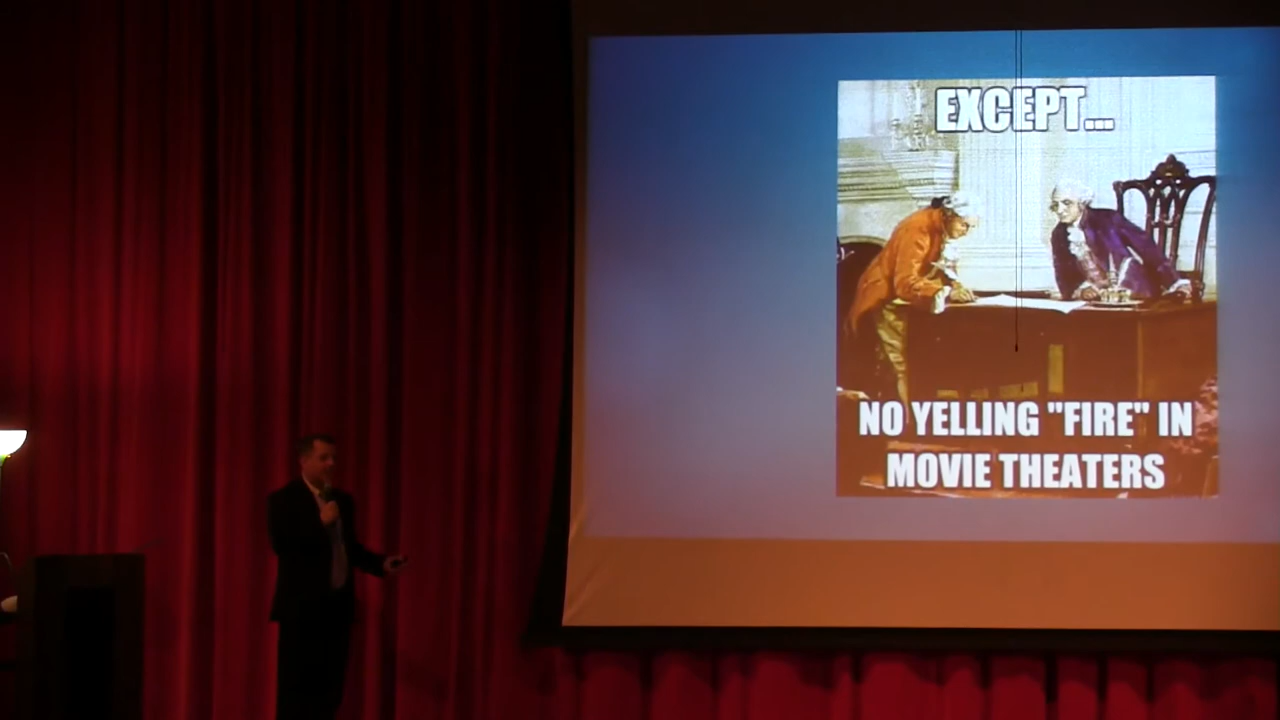 EXCEPT...
NO YELLING "FIRE" IN
MOVIE THEATERS